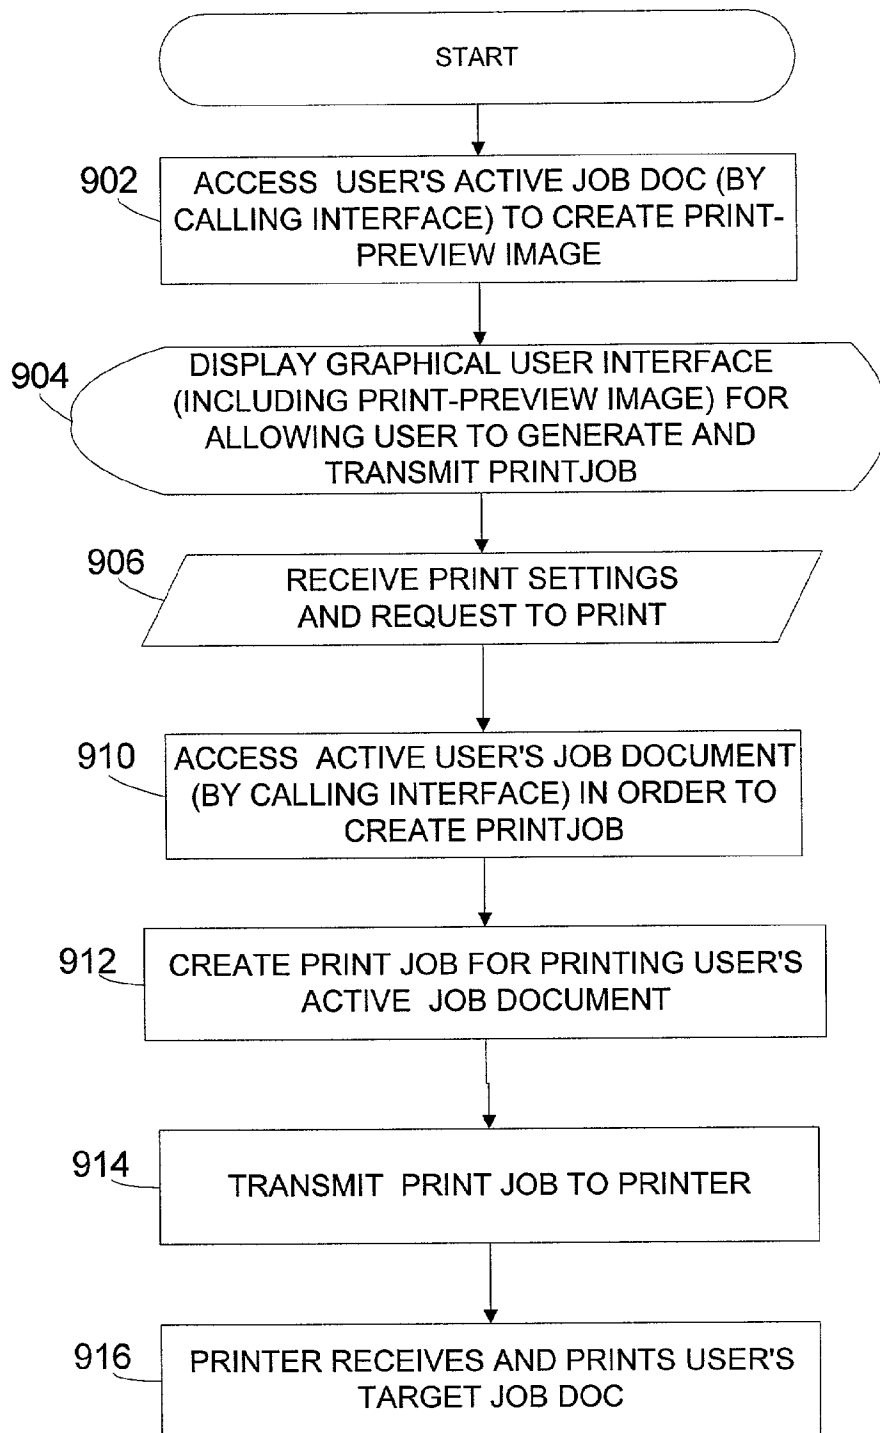 START
902
ACCESS USER'S ACTIVE JOB DOC (BY
CALLING INTERFACE) TO CREATE PRINT-
PREVIEW IMAGE
904
DISPLAY GRAPHICAL USER INTERFACE
(INCLUDING PRINT-PREVIEW IMAGE) FOR
ALLOWING USER TO GENERATE AND
TRANSMIT PRINTJOB
906
RECEIVE PRINT SETTINGS
AND REQUEST TO PRINT
910
ACCESS ACTIVE USER'S JOB DOCUMENT
(BY CALLING INTERFACE) IN ORDER TO
CREATE PRINTJOB
912
CREATE PRINT JOB FOR PRINTING USER'S
ACTIVE JOB DOCUMENT
914
TRANSMIT PRINT JOB TO PRINTER
916
PRINTER RECEIVES AND PRINTS USER'S
TARGET JOB DOC